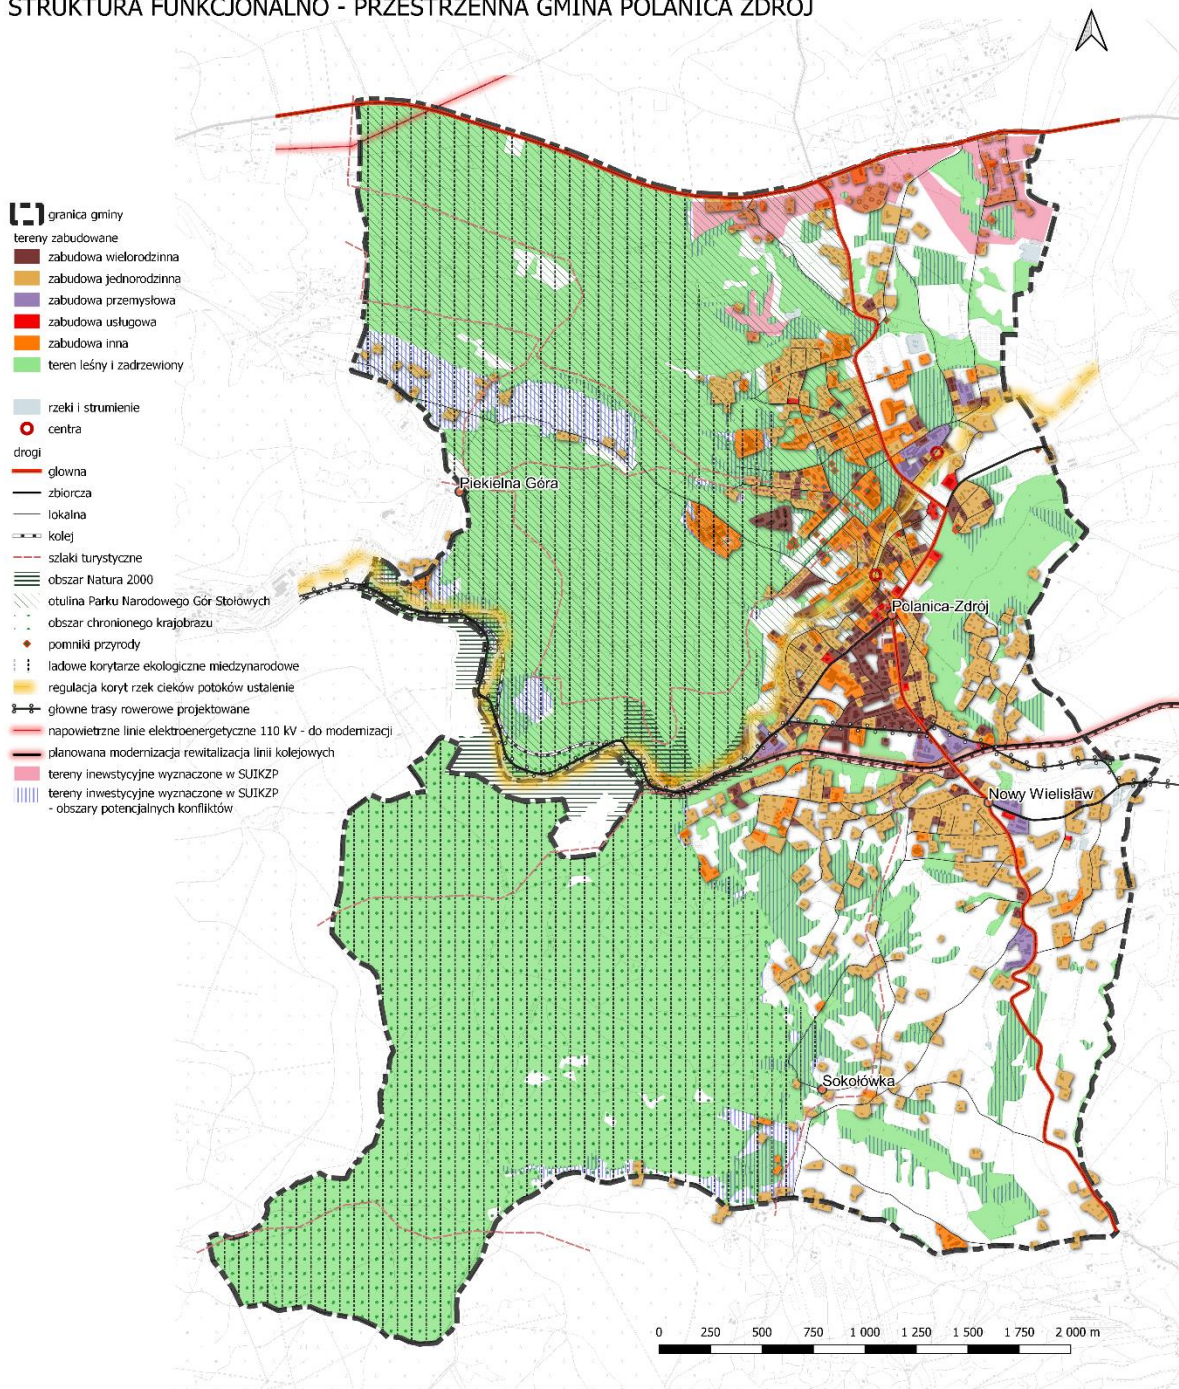 STRUKTURA FUNKCJONALNO - PRZESTRZENNA GMINA POLANICA ZDRÓJ
granica gminy
tereny zabudowane
zabudowa wielorodzinna
zabudowa jednorodzinna
zabudowa przemysłowa
zabudowa usługowa
zabudowa inna
teren leśny i zadrzewiony
rzeki i strumienie
centra
drogi
głowna
zbiorcza
lokalna
kolej
szlaki turystyczne
obszar Natura 2000
otulina Parku Narodowego Gór Stołowych
obszar chronionego krajobrazu
pomniki przyrody
ladowe korytarze ekologiczne miedzynarodowe
regulacja koryt rzek cieków potoków ustalenie
głowne trasy rowerowe projektowane
napowietrzne linie elektroenergetyczne 110 kV - do modernizacji
planowana modernizacja rewitalizacja linii kolejowych
tereny inewstycyjne wyznaczone w SUIKZP
tereny inwestycyjne wyznaczone w SUIKZP
- obszary potencjalnych konfliktów
Piekielna Góra
Polanica-Zdrój
Nowy Wielisław
Sokołówka
0 250 500 750 1 000 1 250 1 500 1 750 2 000 m